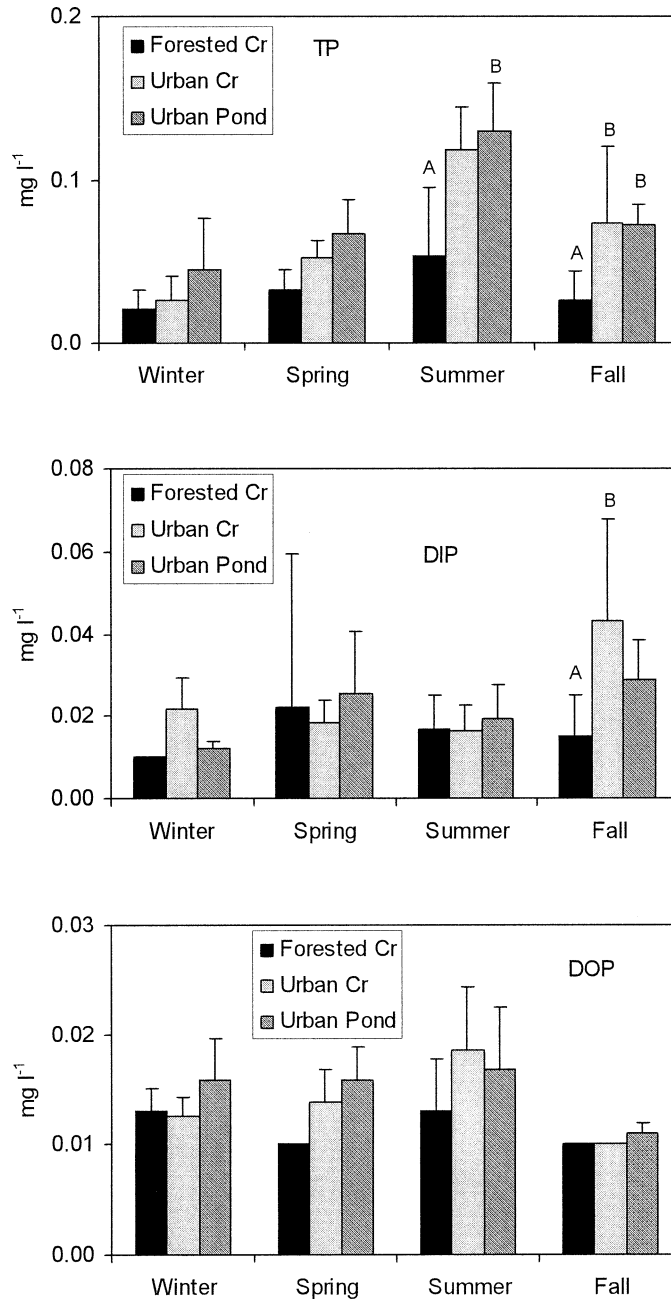 0.2
Forested Cr
TP
Urban Cr
B
Urban Pond
B
A
B
0.1
mg l⁻¹
A
0.0
Winter Spring Summer Fall
0.08
Forested Cr
B
Urban Cr
0.06
DIP
Urban Pond
mg l⁻¹
0.04
A
0.02
0.00
Winter Spring Summer Fall
0.03
Forested Cr
DOP
Urban Cr
Urban Pond
0.02
mg l⁻¹
0.01
0.00
Winter Spring Summer Fall